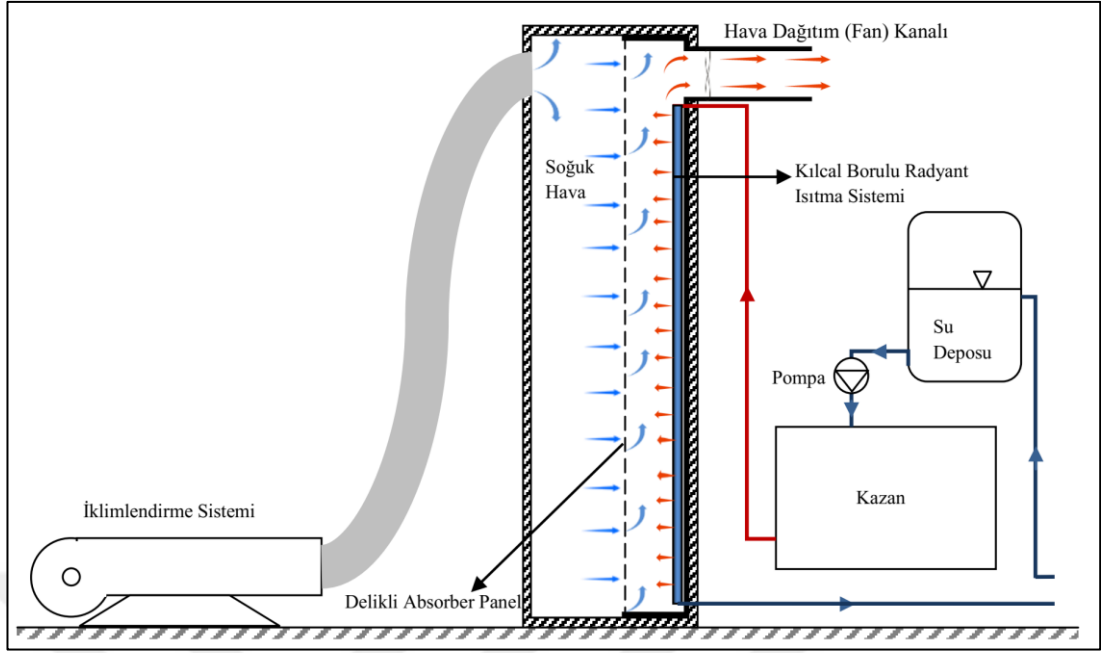 Hava Dağıtım (Fan) Kanalı
Soğuk
Hava
Kılcal Borulu Radyant
Isıtma Sistemi
Su
Deposu
Pompa
Kazan
İklimlendirme Sistemi
Delikli Absorber Panel